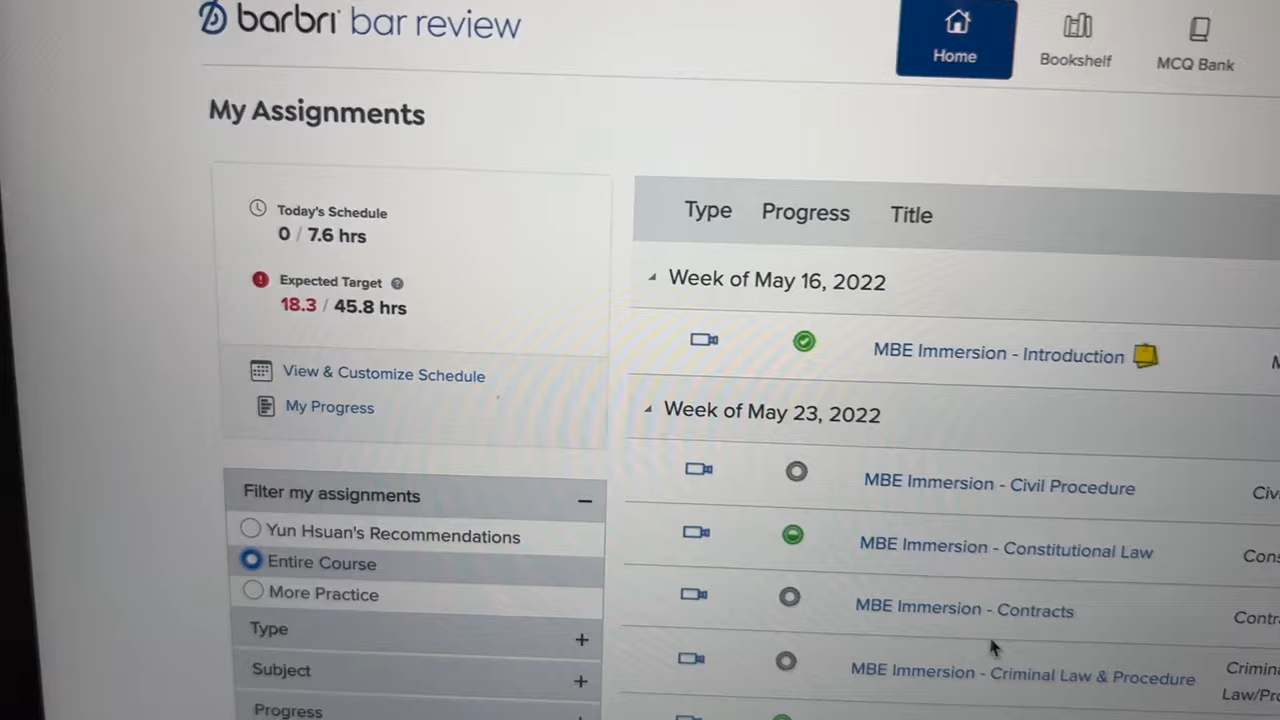 barbri bar review
Home
Bookshelf
MCQ Bank
My Assignments
Today's Schedule
0 / 7.6 hrs
Expected Target ?
18.3 / 45.8 hrs
View & Customize Schedule
My Progress
Filter my assignments
Yun Hsuan's Recommendations
Entire Course
More Practice
Type
Subject
Progress
Type Progress Title
Week of May 16, 2022
MBE Immersion - Introduction
Week of May 23, 2022
MBE Immersion - Civil Procedure
MBE Immersion - Constitutional Law
MBE Immersion - Contracts
MBE Immersion - Criminal Law & Procedure